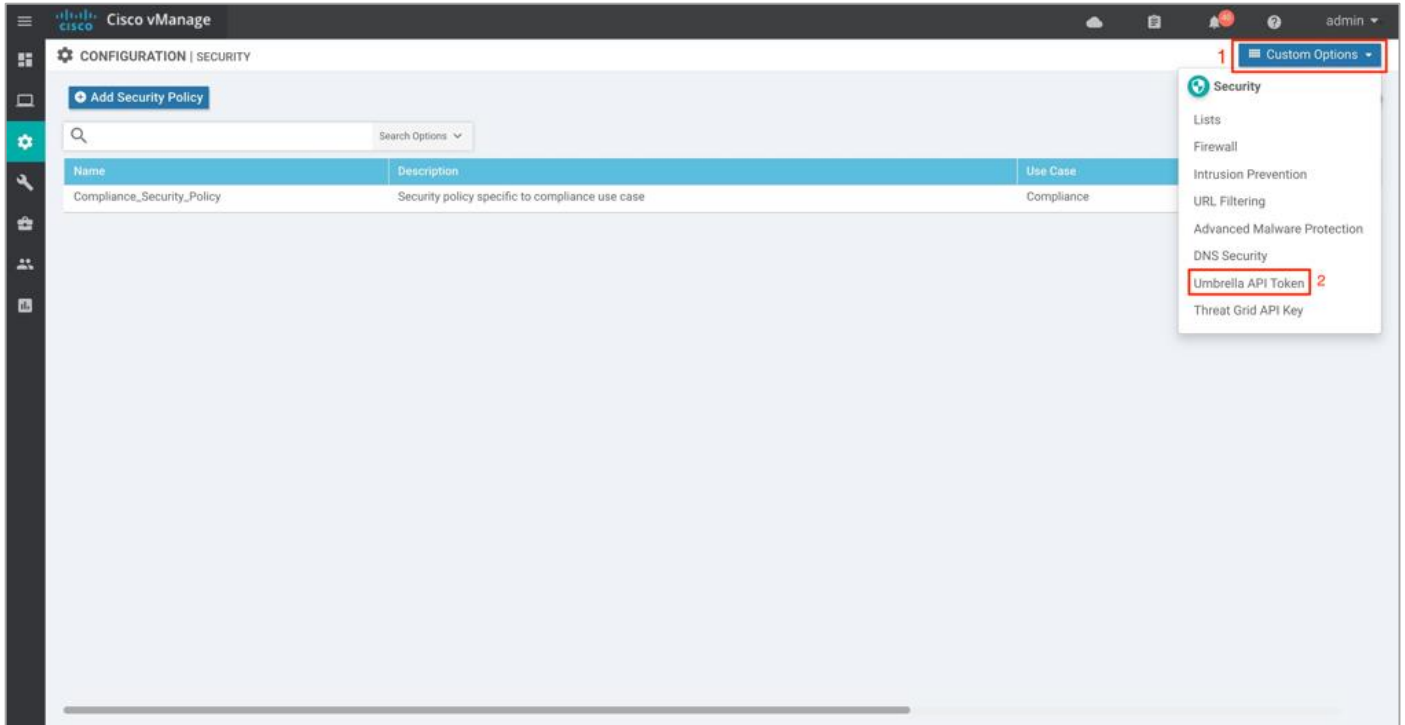 CISCO Cisco vManage 40 admin
CONFIGURATION | SECURITY 1 Custom Options
Add Security Policy
Search Options
Name Description Use Case
Compliance_Security_Policy Security policy specific to compliance use case Compliance
Security
Lists
Firewall
Intrusion Prevention
URL Filtering
Advanced Malware Protection
DNS Security
Umbrella API Token 2
Threat Grid API Key